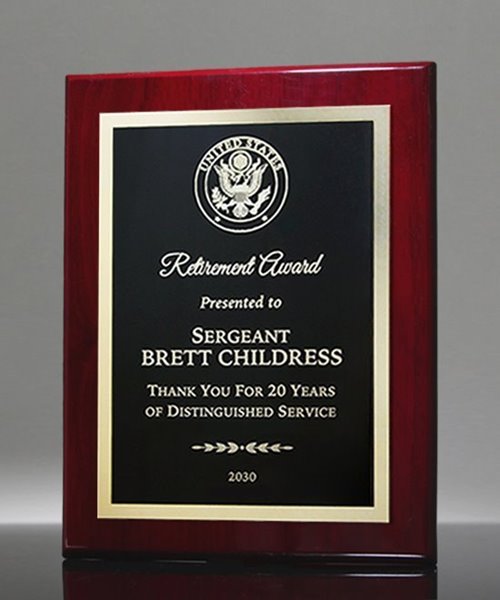 UNITED STATES
Retirement Award
Presented to
SERGEANT
BRETT CHILDRESS
THANK YOU FOR 20 YEARS
OF DISTINGUISHED SERVICE
2030